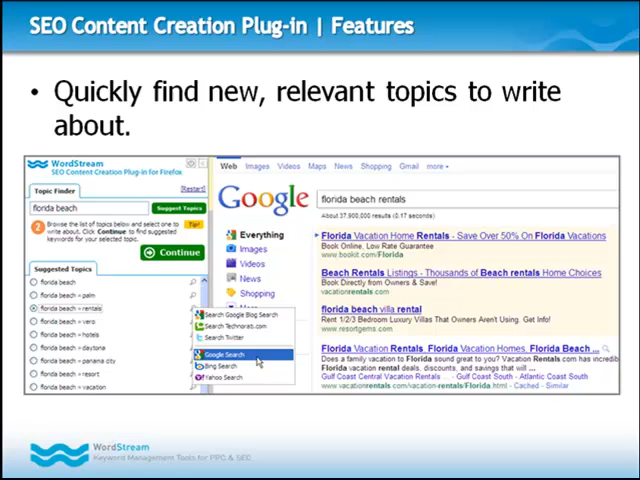 SEO Content Creation Plug-in | Features
• Quickly find new, relevant topics to write
about.
WordStream
SEO Content Creation Plug-in for Firefox
Topic Finder
[Restart]
florida beach
Suggest Topics
2 Browse the list of topics below and select one
to write about. Click Continue to find suggested
keywords for your selected topic.
Tip!
Continue
Suggested Topics
florida beach
florida beach » palm
florida beach » rentals
florida beach » vero
florida beach » hotels
florida beach » daytona
florida beach » panama city
florida beach » resort
florida beach » vacation
Search Google Blog Search
Search Technorati.com
Search Twitter
Google Search
Bing Search
Yahoo Search
Web Images Videos Maps News Shopping Gmail more
Google
florida beach rentals
About 37,900,000 results (0.17 seconds)
Everything
Images
Videos
News
Shopping
More
Florida Vacation Home Rentals - Save Over 50% On Florida Vacations
Book Online, Low Rate Guarantee
www.bookit.com/Florida
Beach Rentals Listings - Thousands of Beach rentals Home Choices
Book Directly from Owners & Save!
vacationrentals.com
florida beach villa rental
Rent 1/2/3 Bedroom Luxury Villas That Owners Aren't Using. Get Info!
www.resortgems.com
Florida Vacation Rentals, Florida Vacation Homes, Florida Beach ...
Does a family vacation to Florida sound great to you? Vacation Rentals.com has incredib
Florida vacation rental deals, discounts, and savings that will ...
Gulf Coast Central Vacation Rentals - Gulf Coast - Atlantic Coast South
www.vacationrentals.com/vacation-rentals/Florida.html - Cached - Similar
WordStream
Keyword Management Tools for PPC & SEO